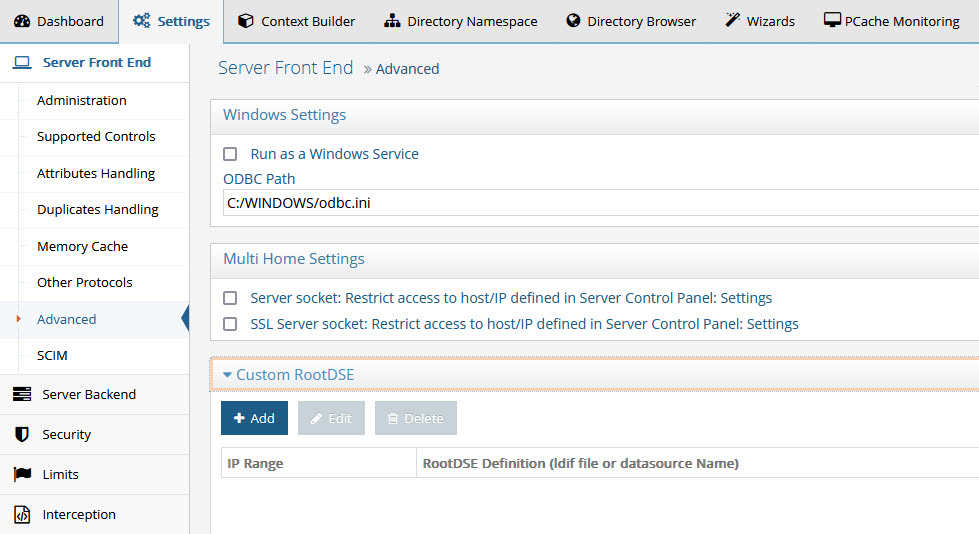 Dashboard Settings Context Builder Directory Namespace Directory Browser Wizards PCache Monitoring
Server Front End
Administration
Supported Controls
Attributes Handling
Duplicates Handling
Memory Cache
Other Protocols
Advanced
SCIM
Server Backend
Security
Limits
Interception
Server Front End » Advanced
Windows Settings
Run as a Windows Service
ODBC Path
C:/WINDOWS/odbc.ini
Multi Home Settings
Server socket: Restrict access to host/IP defined in Server Control Panel: Settings
SSL Server socket: Restrict access to host/IP defined in Server Control Panel: Settings
Custom RootDSE
Add Edit Delete
IP Range RootDSE Definition (ldif file or datasource Name)